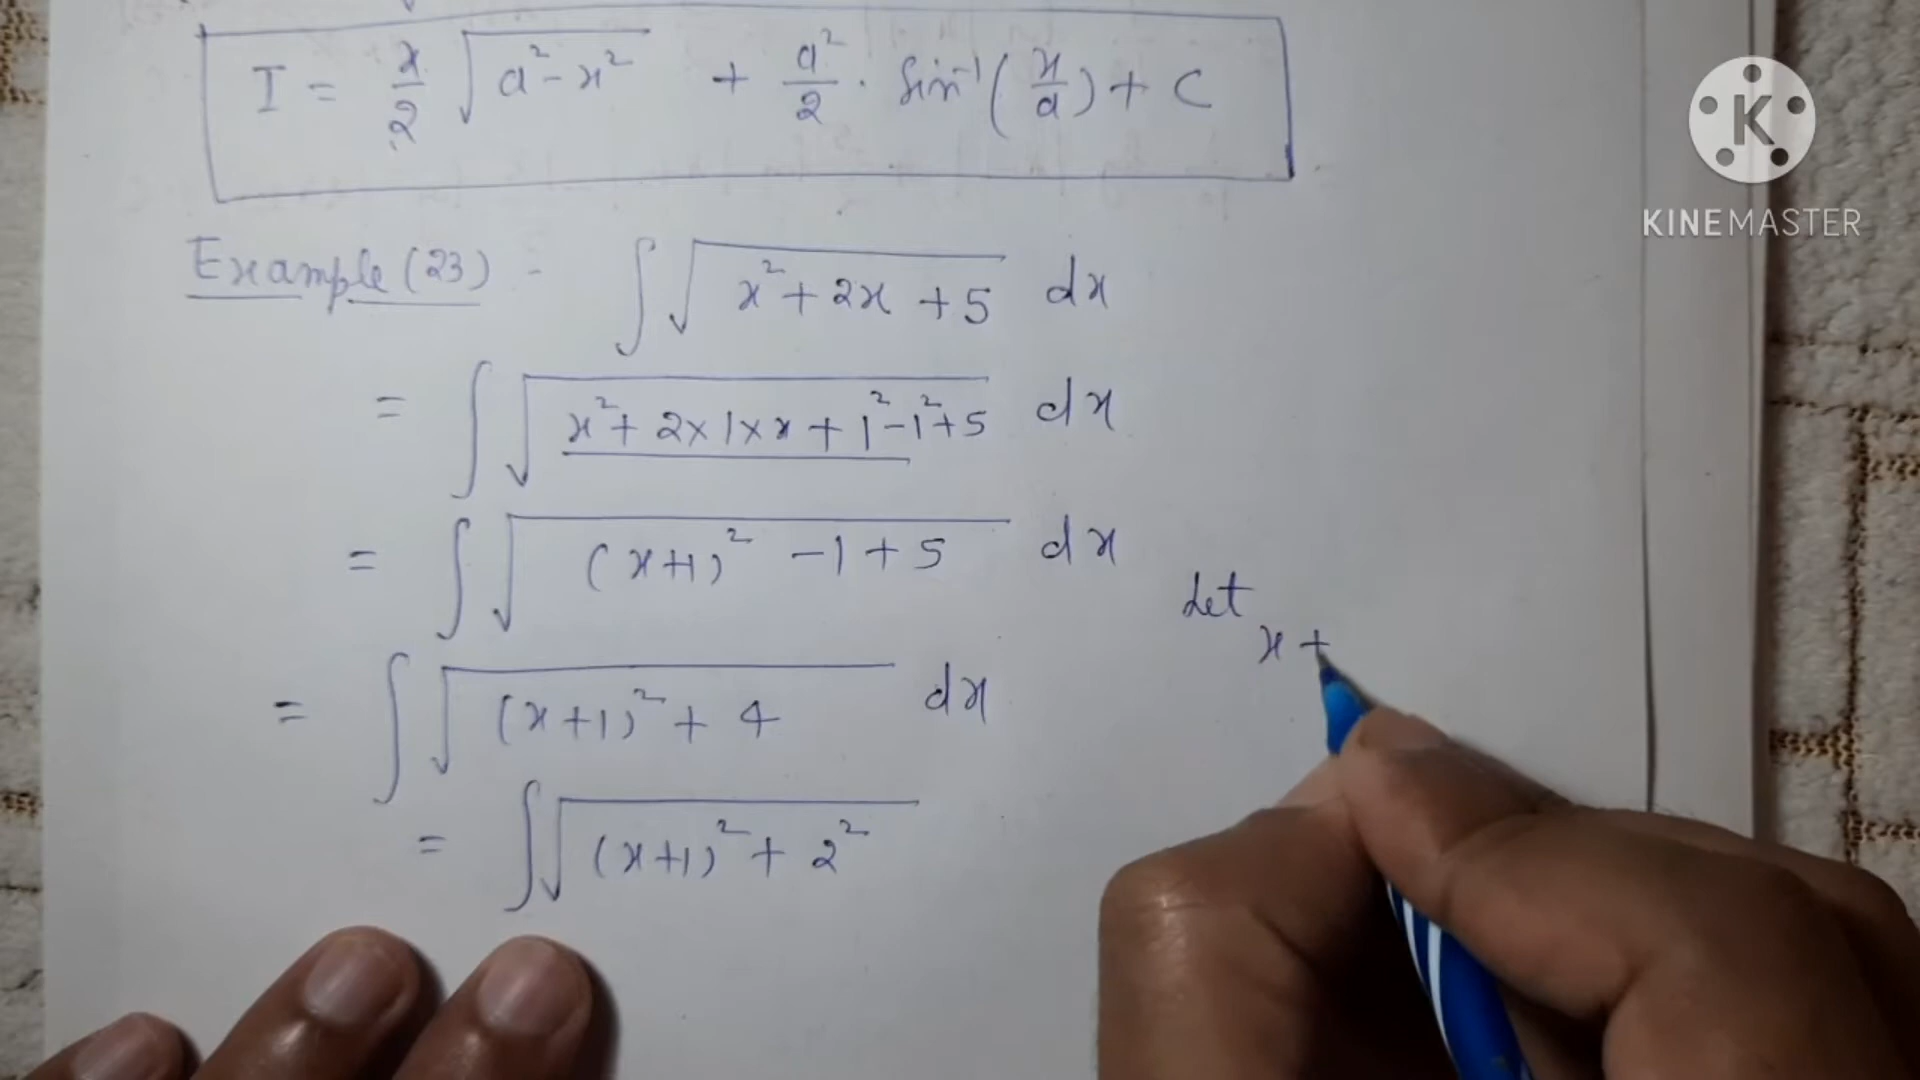 I = x/2 √(a² - x²) + a²/2 · Sin⁻¹(x/a) + C
K
KINEMASTER
Example (23) - ∫√(x² + 2x + 5) dx
= ∫√(x² + 2×1×x + 1² - 1² + 5) dx
= ∫√((x+1)² - 1 + 5) dx
Let
x +
= ∫√((x+1)² + 4) dx
= ∫√((x+1)² + 2²)